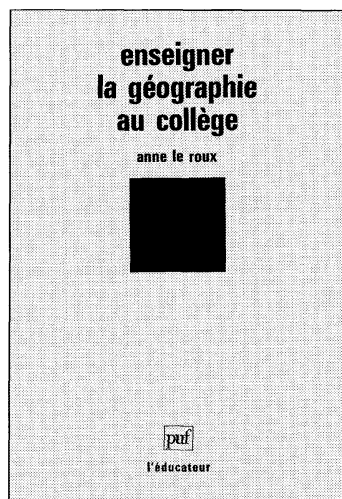 enseigner
la géographie
au collège
anne le roux
puf
l'éducateur